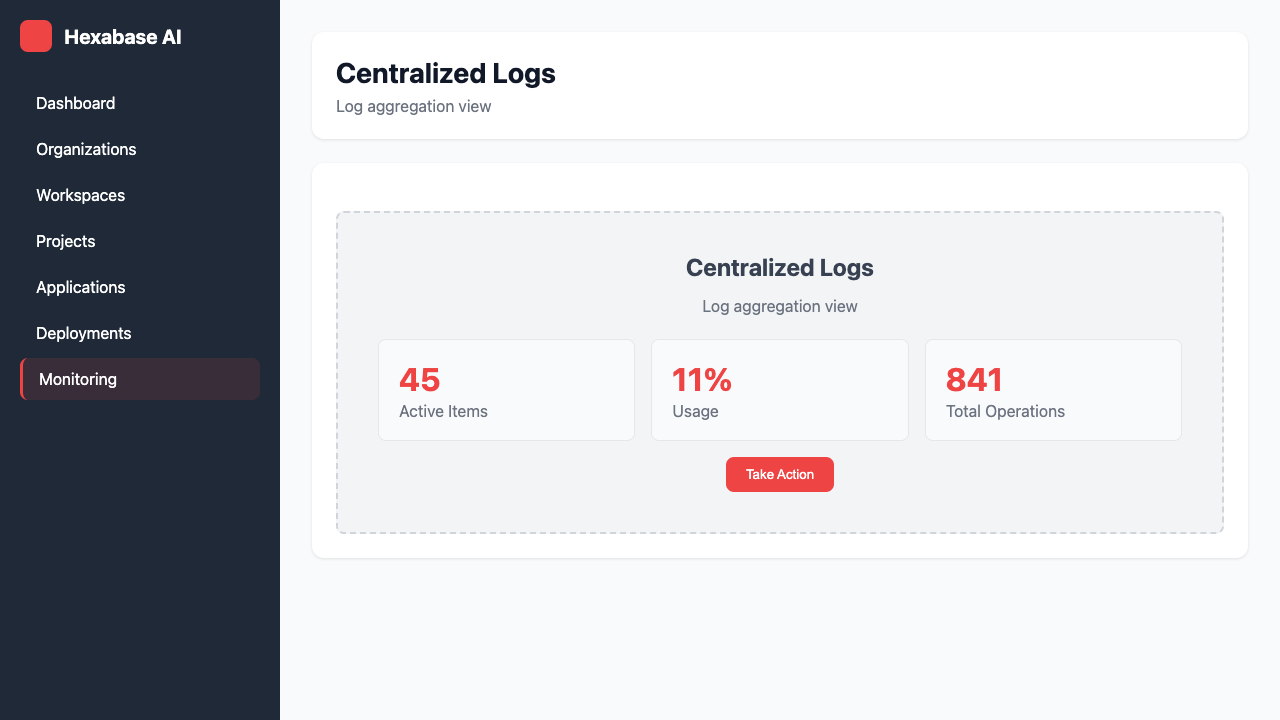 Hexabase AI
Dashboard
Organizations
Workspaces
Projects
Applications
Deployments
Monitoring
Centralized Logs
Log aggregation view
Centralized Logs
Log aggregation view
45
Active Items
11%
Usage
841
Total Operations
Take Action